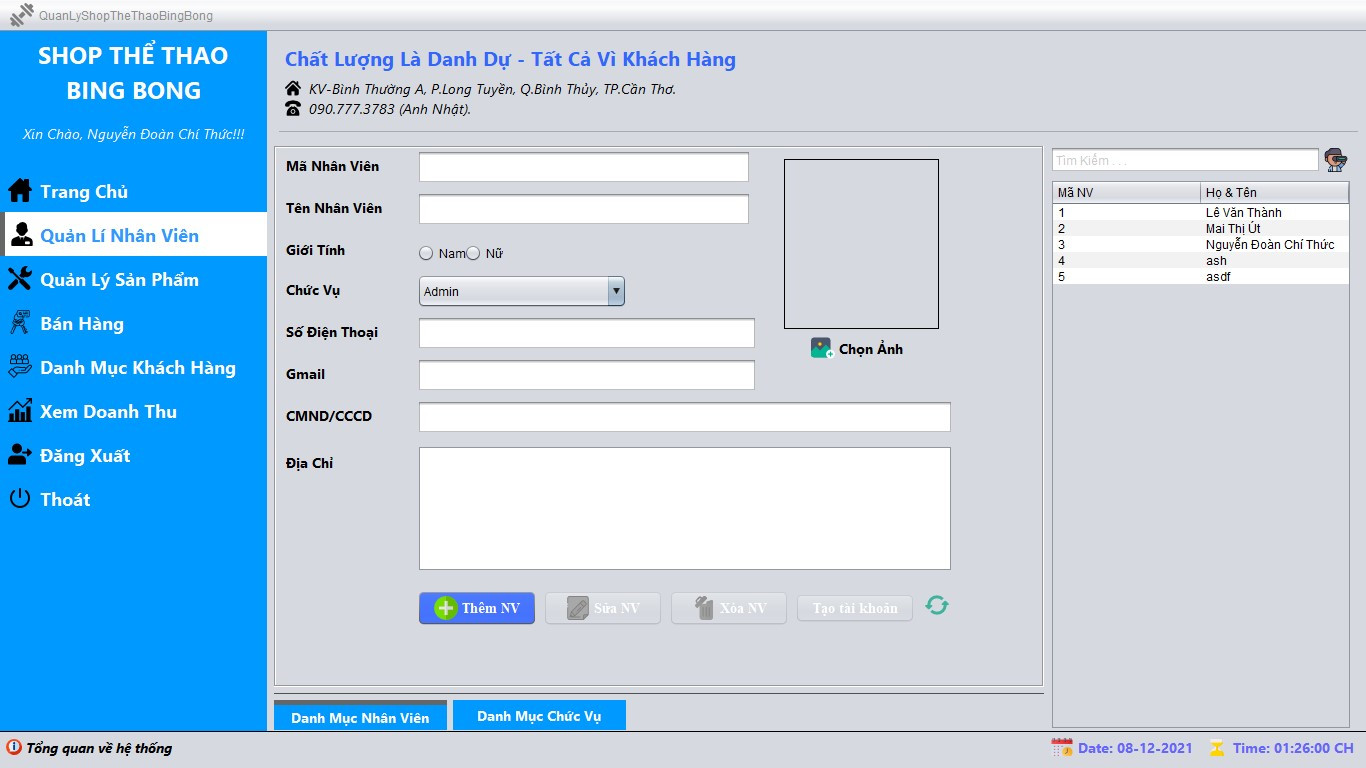 QuanLyShopTheThaoBingBong
SHOP THỂ THAO
BING BONG
Xin Chào, Nguyễn Đoàn Chí Thức!!!
Trang Chủ
Quản Lí Nhân Viên
Quản Lý Sản Phẩm
Bán Hàng
Danh Mục Khách Hàng
Xem Doanh Thu
Đăng Xuất
Thoát
Chất Lượng Là Danh Dự - Tất Cả Vì Khách Hàng
KV-Bình Thường A, P.Long Tuyền, Q.Bình Thủy, TP.Cần Thơ.
090.777.3783 (Anh Nhật).
Mã Nhân Viên
Tên Nhân Viên
Giới Tính
Nam Nữ
Chức Vụ
Admin
Số Điện Thoại
Gmail
CMND/CCCD
Địa Chỉ
Chọn Ảnh
Thêm NV
Sửa NV
Xóa NV
Tạo tài khoản
Danh Mục Nhân Viên
Danh Mục Chức Vụ
Tìm Kiếm . . .
Mã NV Họ & Tên
1 Lê Văn Thành
2 Mai Thị Út
3 Nguyễn Đoàn Chí Thức
4 ash
5 asdf
Tổng quan về hệ thống
Date: 08-12-2021
Time: 01:26:00 CH